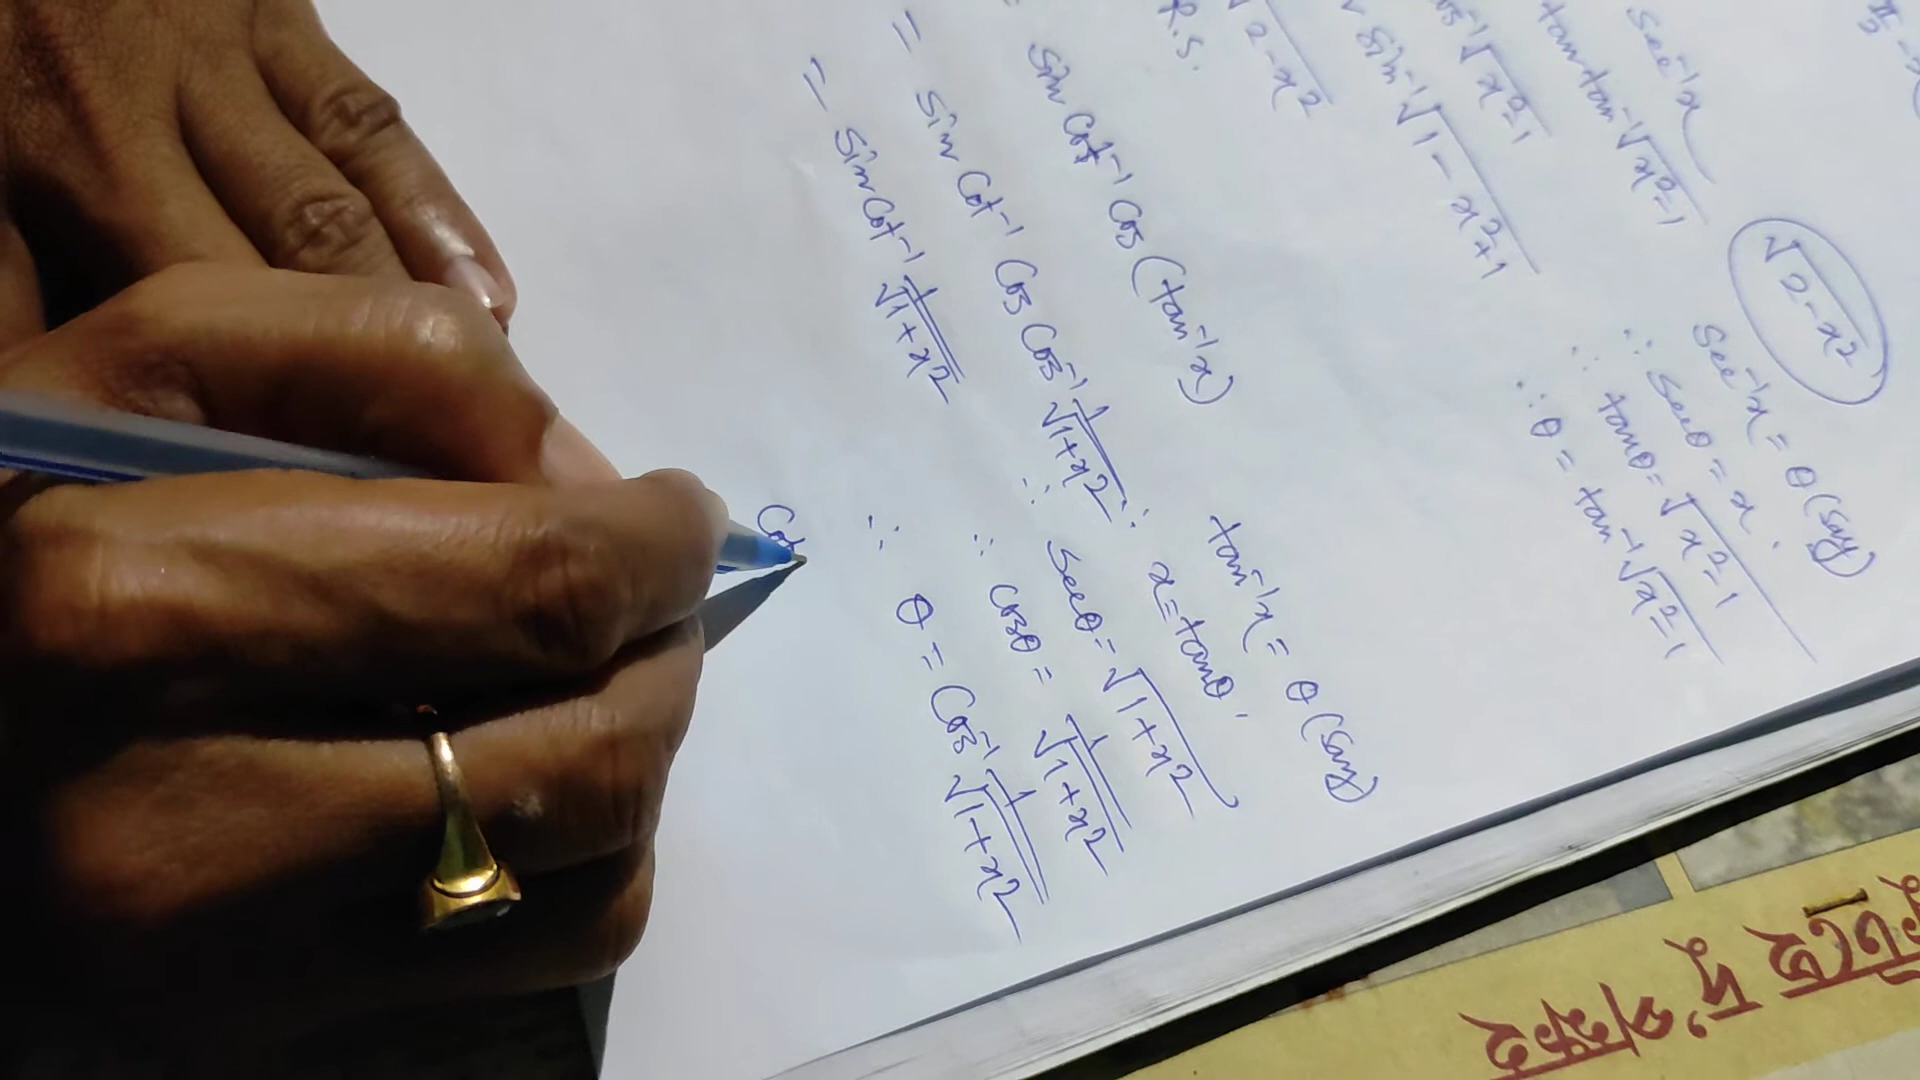 sec⁻¹x
tan tan⁻¹√(x²-1)
√(x²-1)
sin⁻¹√(1-x²+1)
√(2-x²)
√(2-x²)
sec⁻¹x = θ (say)
∴ secθ = x.
∴ tanθ = √(x²-1)
∴ θ = tan⁻¹√(x²-1)
R.S.
sin cot⁻¹ cos (tan⁻¹x)
tan⁻¹x = θ (say)
= sin cot⁻¹ cos cos⁻¹ 1/√(1+x²)
∴ x = tanθ.
∴ secθ = √(1+x²)
= sin cot⁻¹ 1/√(1+x²)
∴ cosθ = 1/√(1+x²)
∴ θ = cos⁻¹ 1/√(1+x²)
Cot